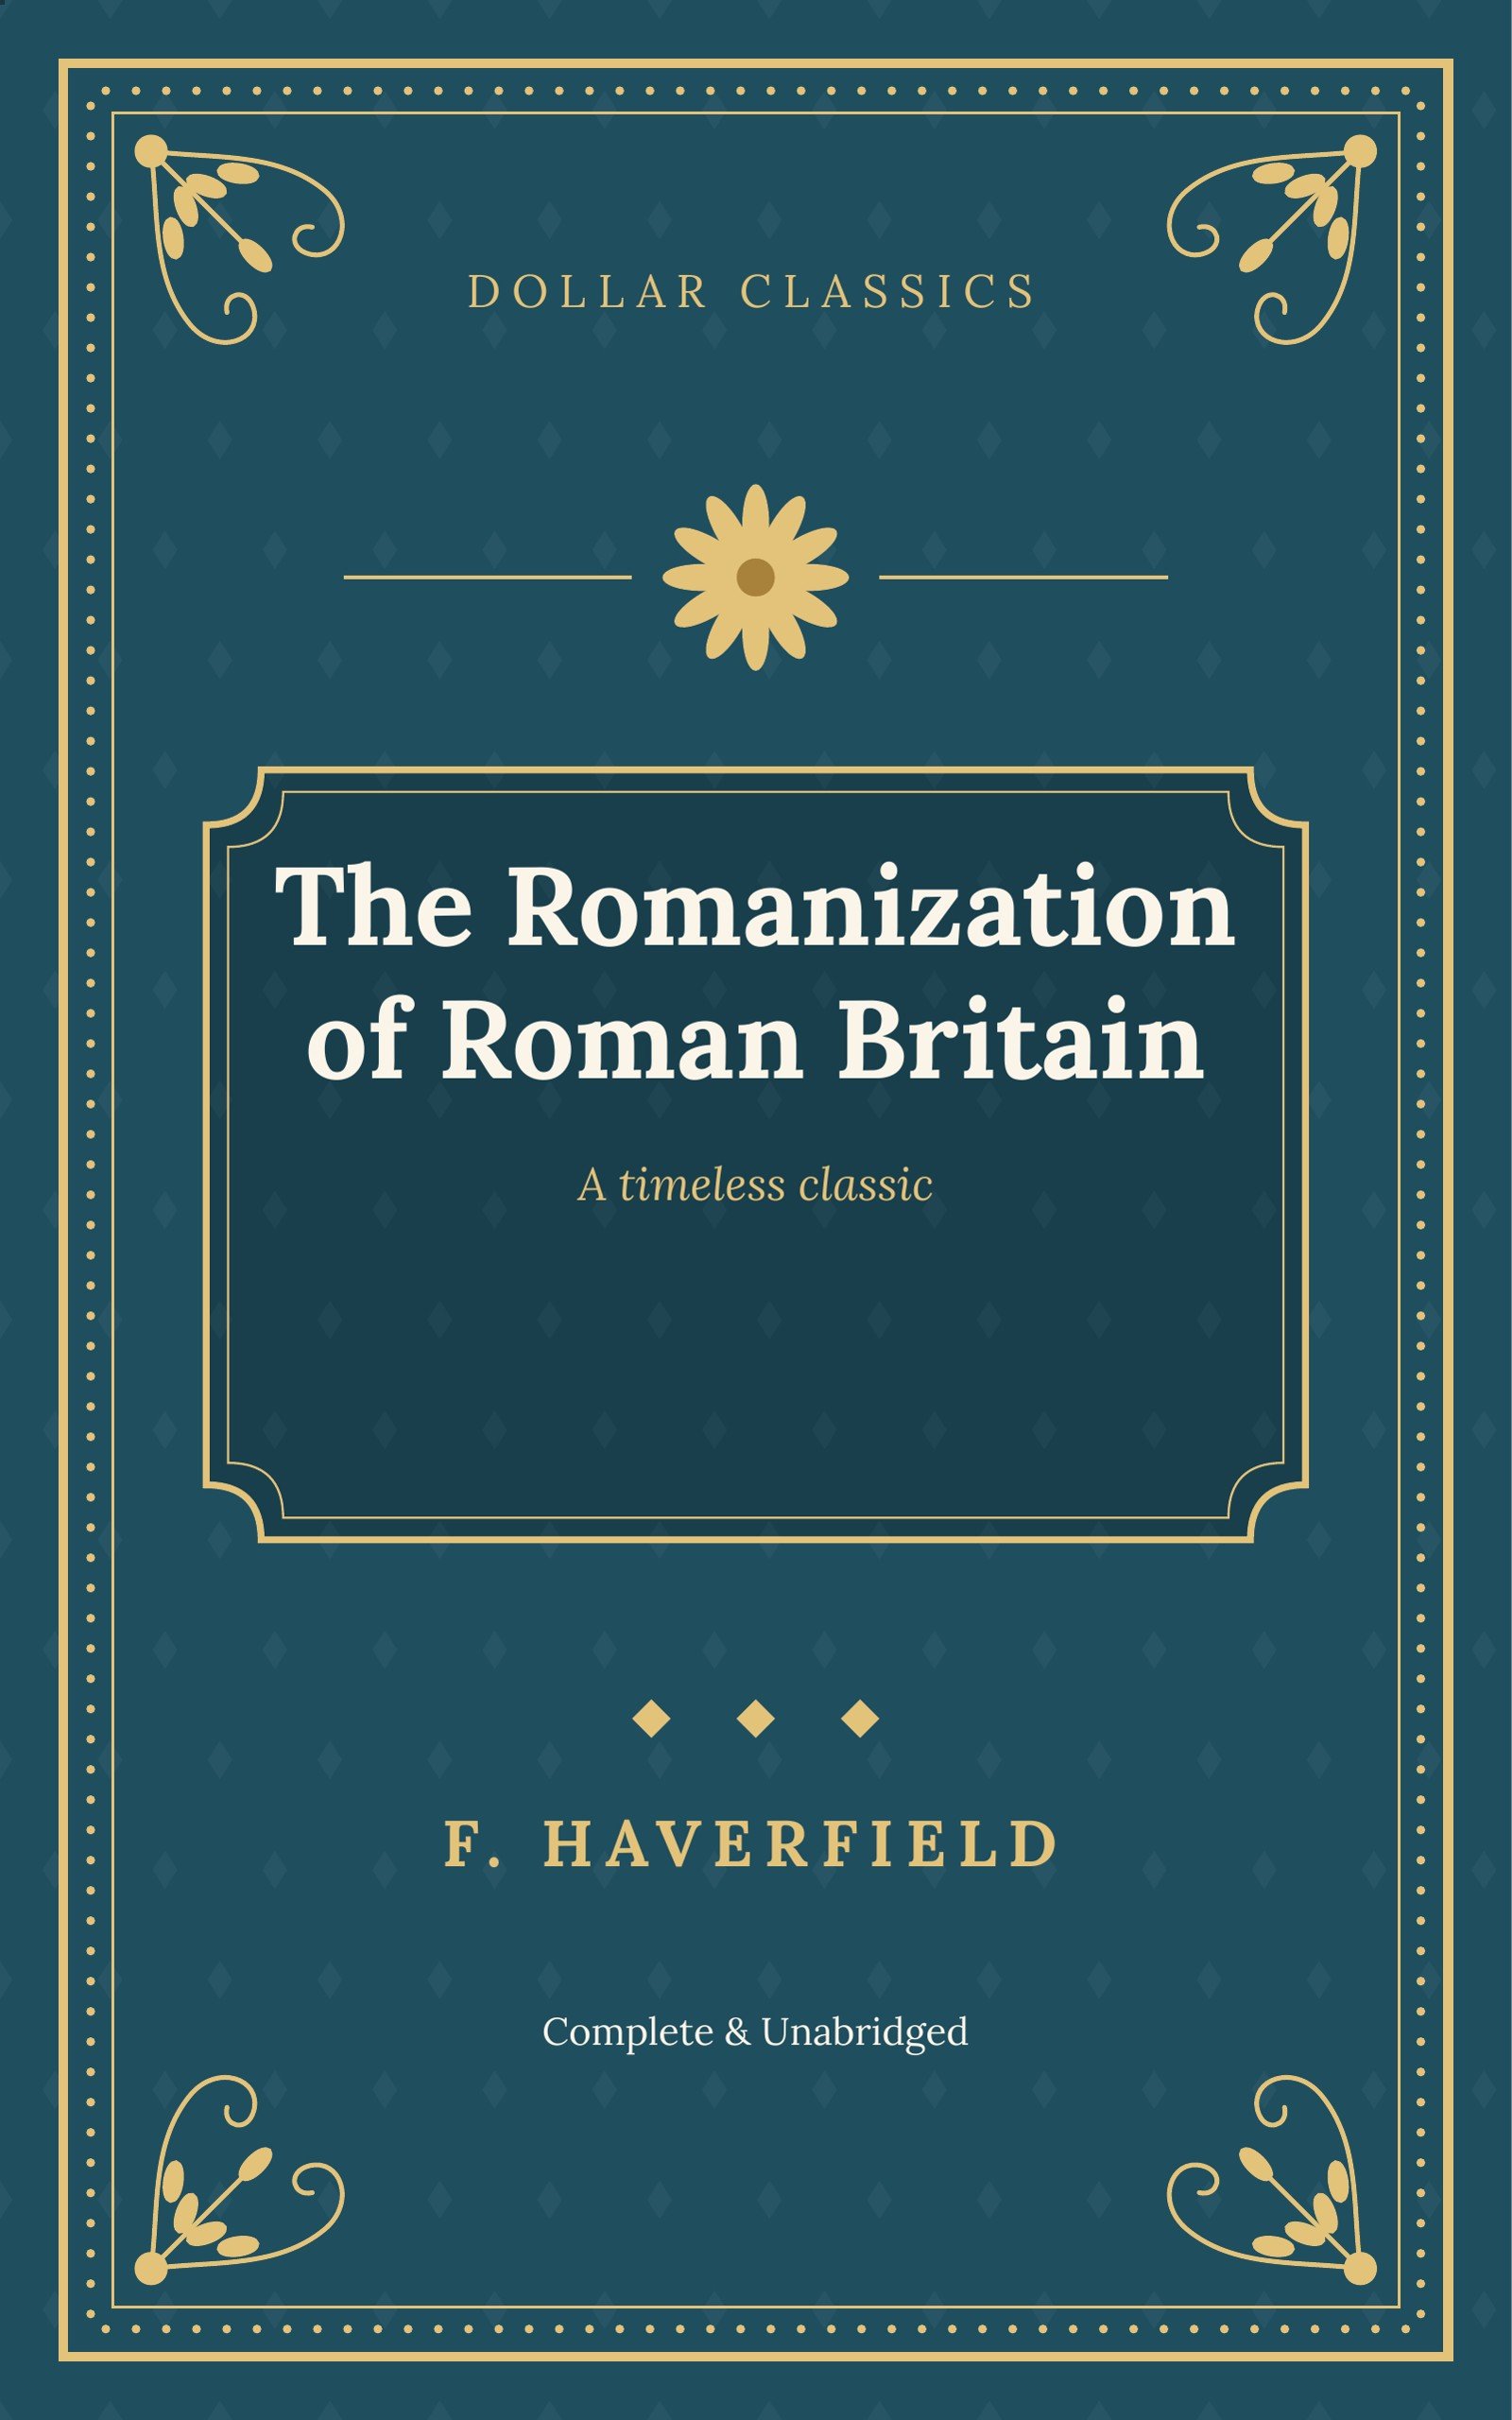 DOLLAR CLASSICS
The Romanization
of Roman Britain
A timeless classic
F. HAVERFIELD
Complete & Unabridged